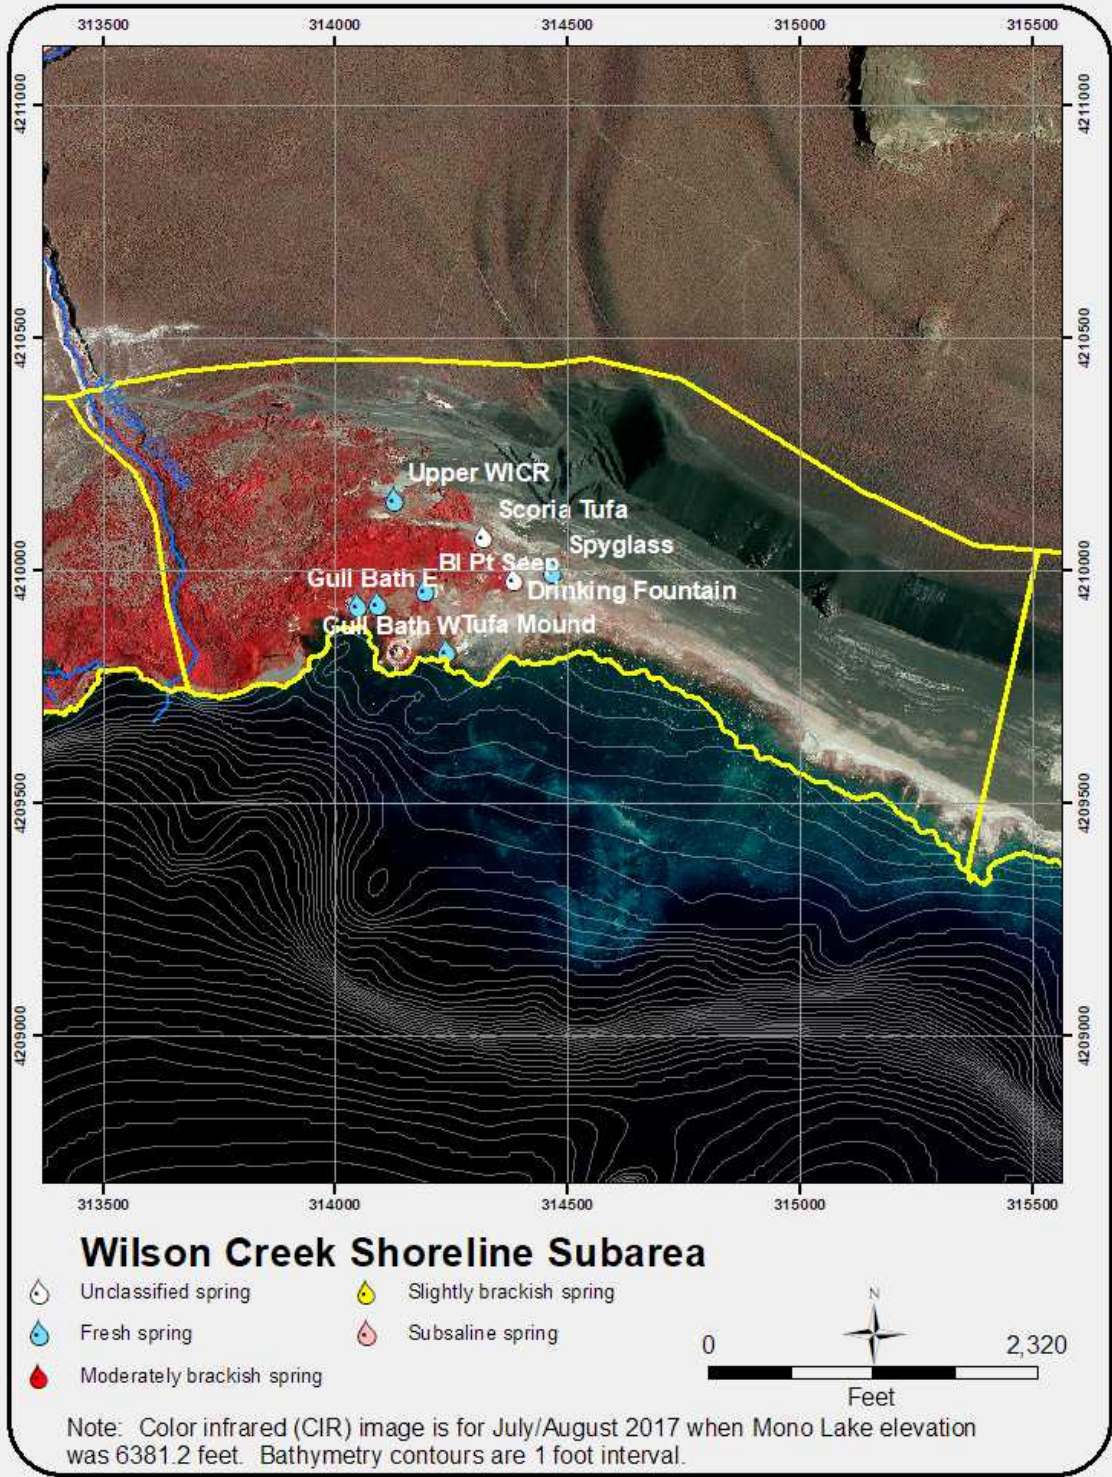 313500 314000 314500 315000 315500
4211000 4211000
4210500 4210500
Upper WICR
Scoria Tufa
Spyglass
4210000 4210000
Bl Pt Seep
Gull Bath E
Drinking Fountain
Gull Bath W Tufa Mound
4209500 4209500
4209000 4209000
313500 314000 314500 315000 315500
Wilson Creek Shoreline Subarea
Unclassified spring
Slightly brackish spring
Fresh spring
Subsaline spring
Moderately brackish spring
N
0 2,320
Feet
Note: Color infrared (CIR) image is for July/August 2017 when Mono Lake elevation
was 6381.2 feet. Bathymetry contours are 1 foot interval.